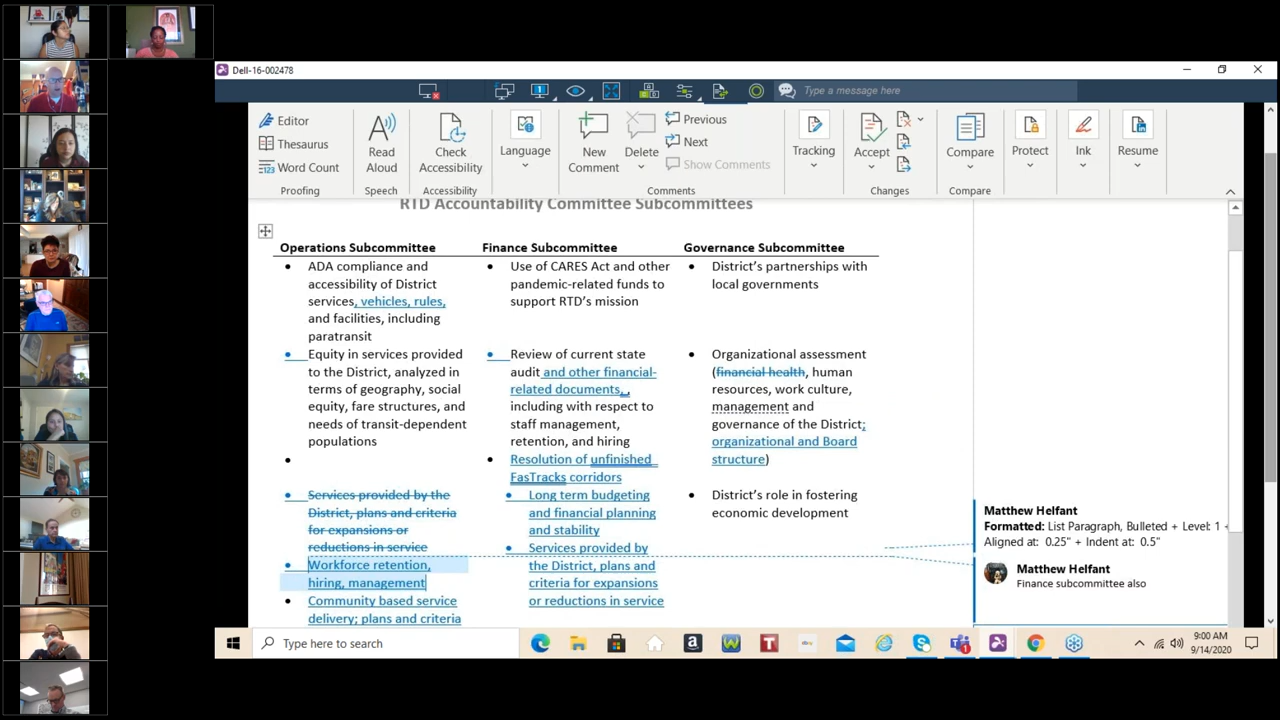 Dell-16-002478
Type a message here
Editor
Thesaurus
Word Count
Proofing
Read Aloud
Speech
Check Accessibility
Accessibility
Language
New Comment
Delete
Previous
Next
Show Comments
Comments
Tracking
Accept
Changes
Compare
Compare
Protect
Ink
Resume
RTD Accountability Committee Subcommittees
Operations Subcommittee
Finance Subcommittee
Governance Subcommittee
• ADA compliance and
accessibility of District
services, vehicles, rules,
and facilities, including
paratransit
• Use of CARES Act and other
pandemic-related funds to
support RTD's mission
• District's partnerships with
local governments
• Equity in services provided
to the District, analyzed in
terms of geography, social
equity, fare structures, and
needs of transit-dependent
populations
• Review of current state
audit and other financial-
related documents, ,
including with respect to
staff management,
retention, and hiring
• Organizational assessment
(financial health, human
resources, work culture,
management and
governance of the District;
organizational and Board
structure)
•
• Resolution of unfinished
FasTracks corridors
• Services provided by the
District, plans and criteria
for expansions or
reductions in service
• Workforce retention,
hiring, management
• Community based service
delivery; plans and criteria
• Long term budgeting
and financial planning
and stability
• Services provided by
the District, plans and
criteria for expansions
or reductions in service
• District's role in fostering
economic development
Matthew Helfant
Formatted: List Paragraph, Bulleted + Level: 1 +
Aligned at: 0.25" + Indent at: 0.5"
Matthew Helfant
Finance subcommittee also
Type here to search
9:00 AM
9/14/2020